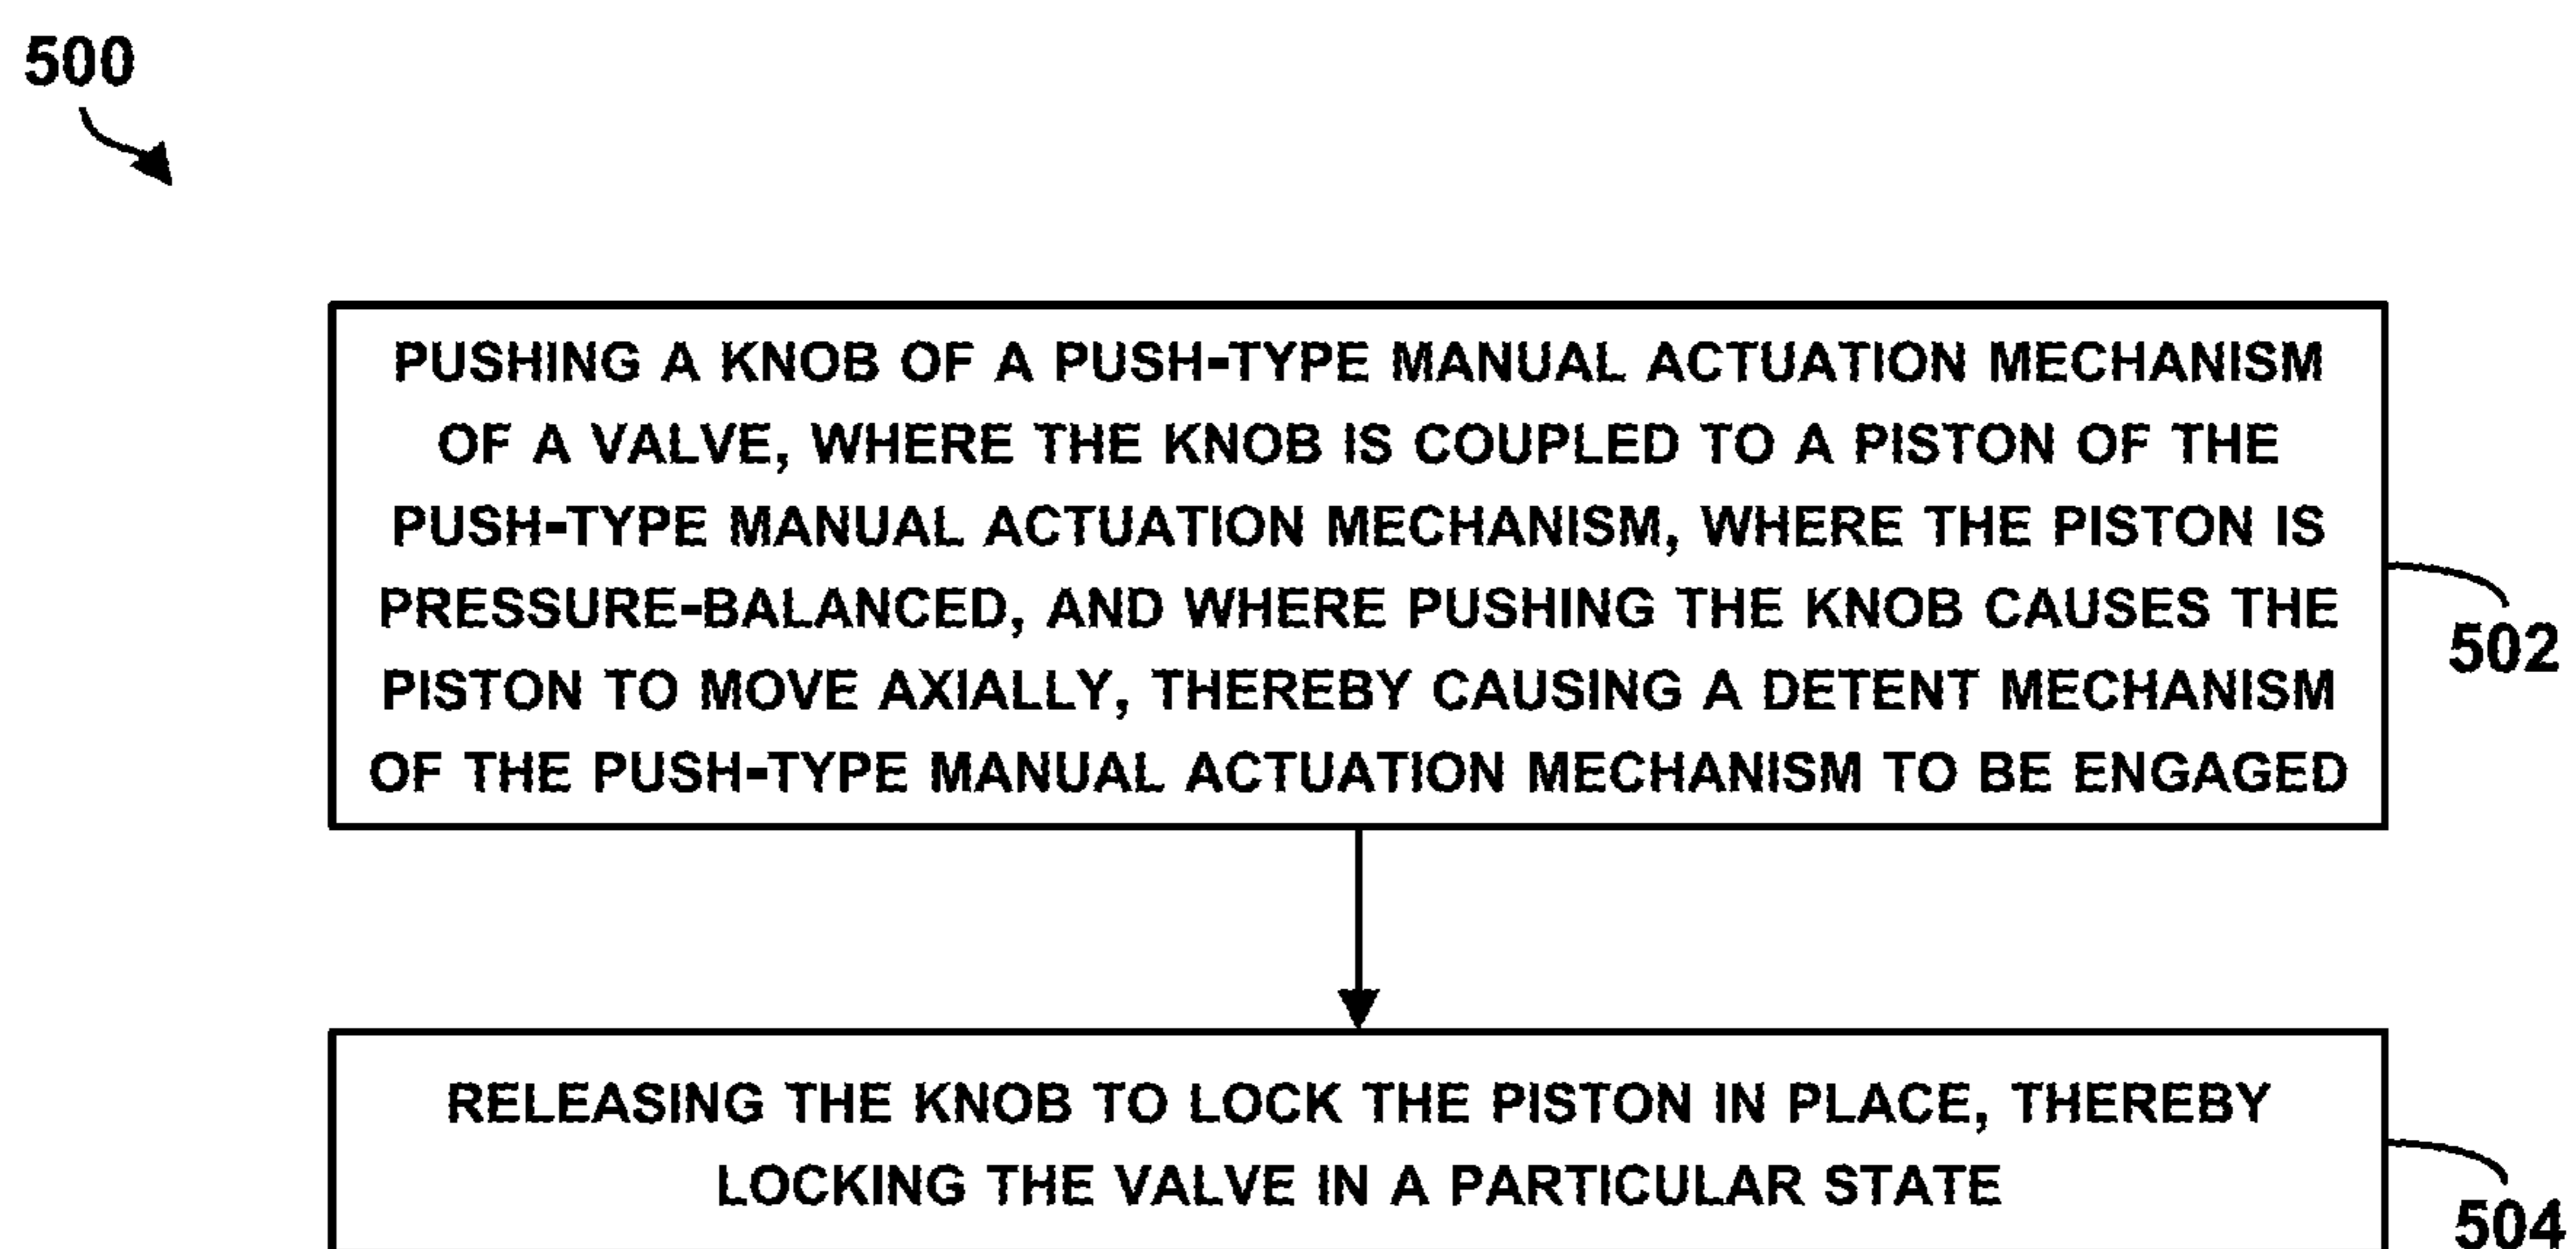 500
PUSHING A KNOB OF A PUSH-TYPE MANUAL ACTUATION MECHANISM
OF A VALVE, WHERE THE KNOB IS COUPLED TO A PISTON OF THE
PUSH-TYPE MANUAL ACTUATION MECHANISM, WHERE THE PISTON IS
PRESSURE-BALANCED, AND WHERE PUSHING THE KNOB CAUSES THE
PISTON TO MOVE AXIALLY, THEREBY CAUSING A DETENT MECHANISM
OF THE PUSH-TYPE MANUAL ACTUATION MECHANISM TO BE ENGAGED
502
RELEASING THE KNOB TO LOCK THE PISTON IN PLACE, THEREBY
LOCKING THE VALVE IN A PARTICULAR STATE
504